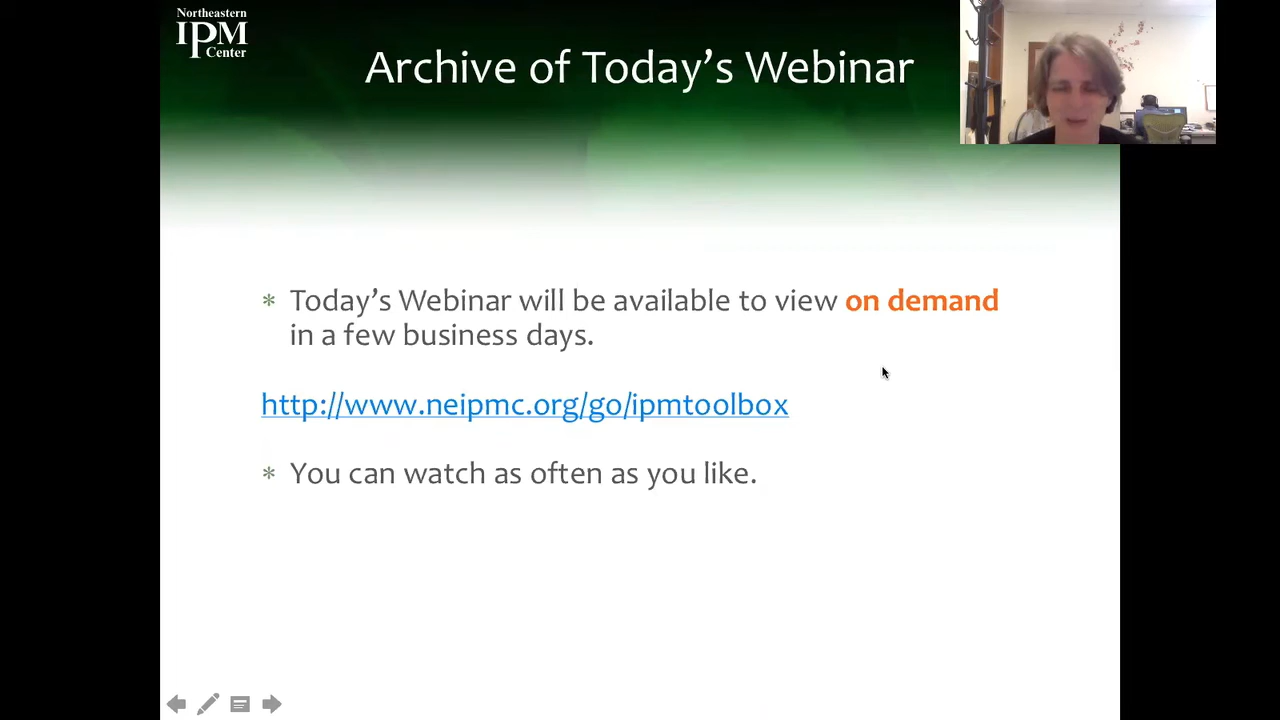 Northeastern
IPM
Center
Archive of Today’s Webinar
* Today’s Webinar will be available to view on demand
in a few business days.
http://www.neipmc.org/go/ipmtoolbox
* You can watch as often as you like.